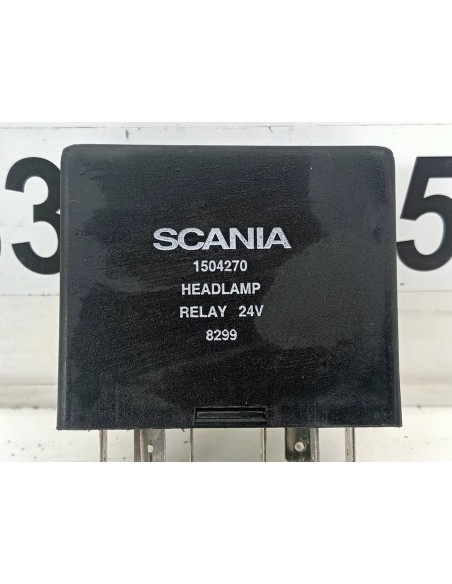 SCANIA
1504270
HEADLAMP
RELAY 24V
8299